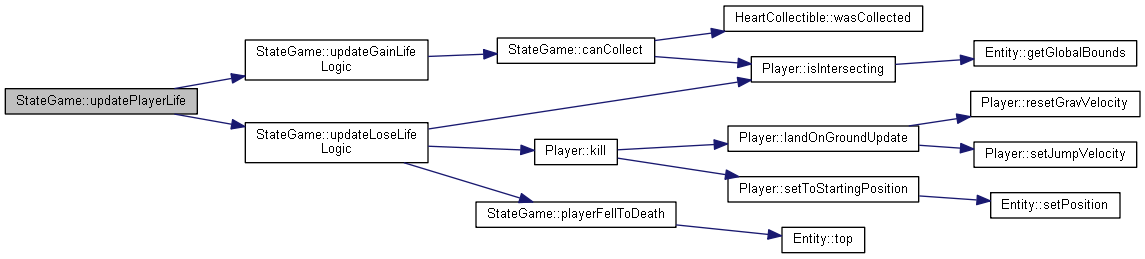 StateGame::updatePlayerLife
StateGame::updateGainLife
Logic
StateGame::canCollect
HeartCollectible::wasCollected
Player::isIntersecting
Entity::getGlobalBounds
StateGame::updateLoseLife
Logic
Player::kill
Player::landOnGroundUpdate
Player::resetGravVelocity
Player::setJumpVelocity
Player::setToStartingPosition
Entity::setPosition
StateGame::playerFellToDeath
Entity::top